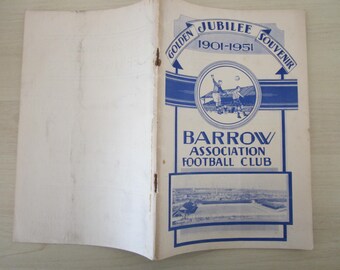 GOLDEN JUBILEE SOUVENIR
1901-1951
BARROW
ASSOCIATION
FOOTBALL CLUB